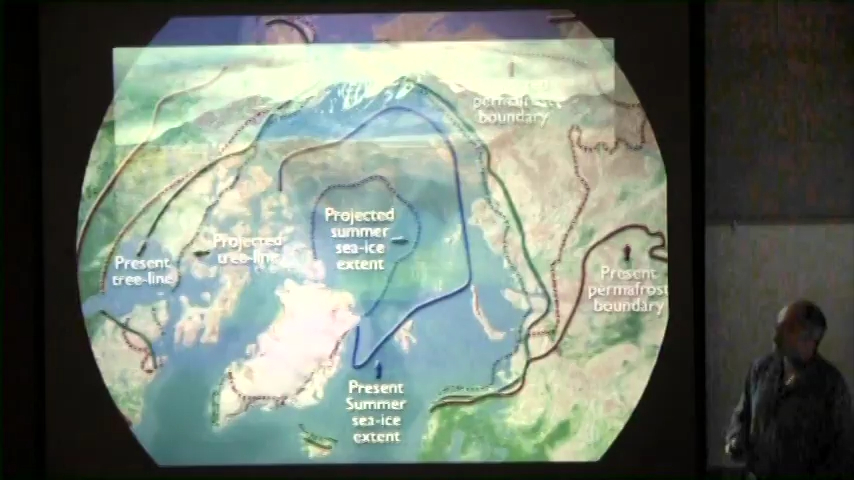 permafrost
boundary
Projected
summer
sea-ice
extent
Projected
tree-line
Present
tree-line
Present
permafrost
boundary
Present
Summer
sea-ice
extent